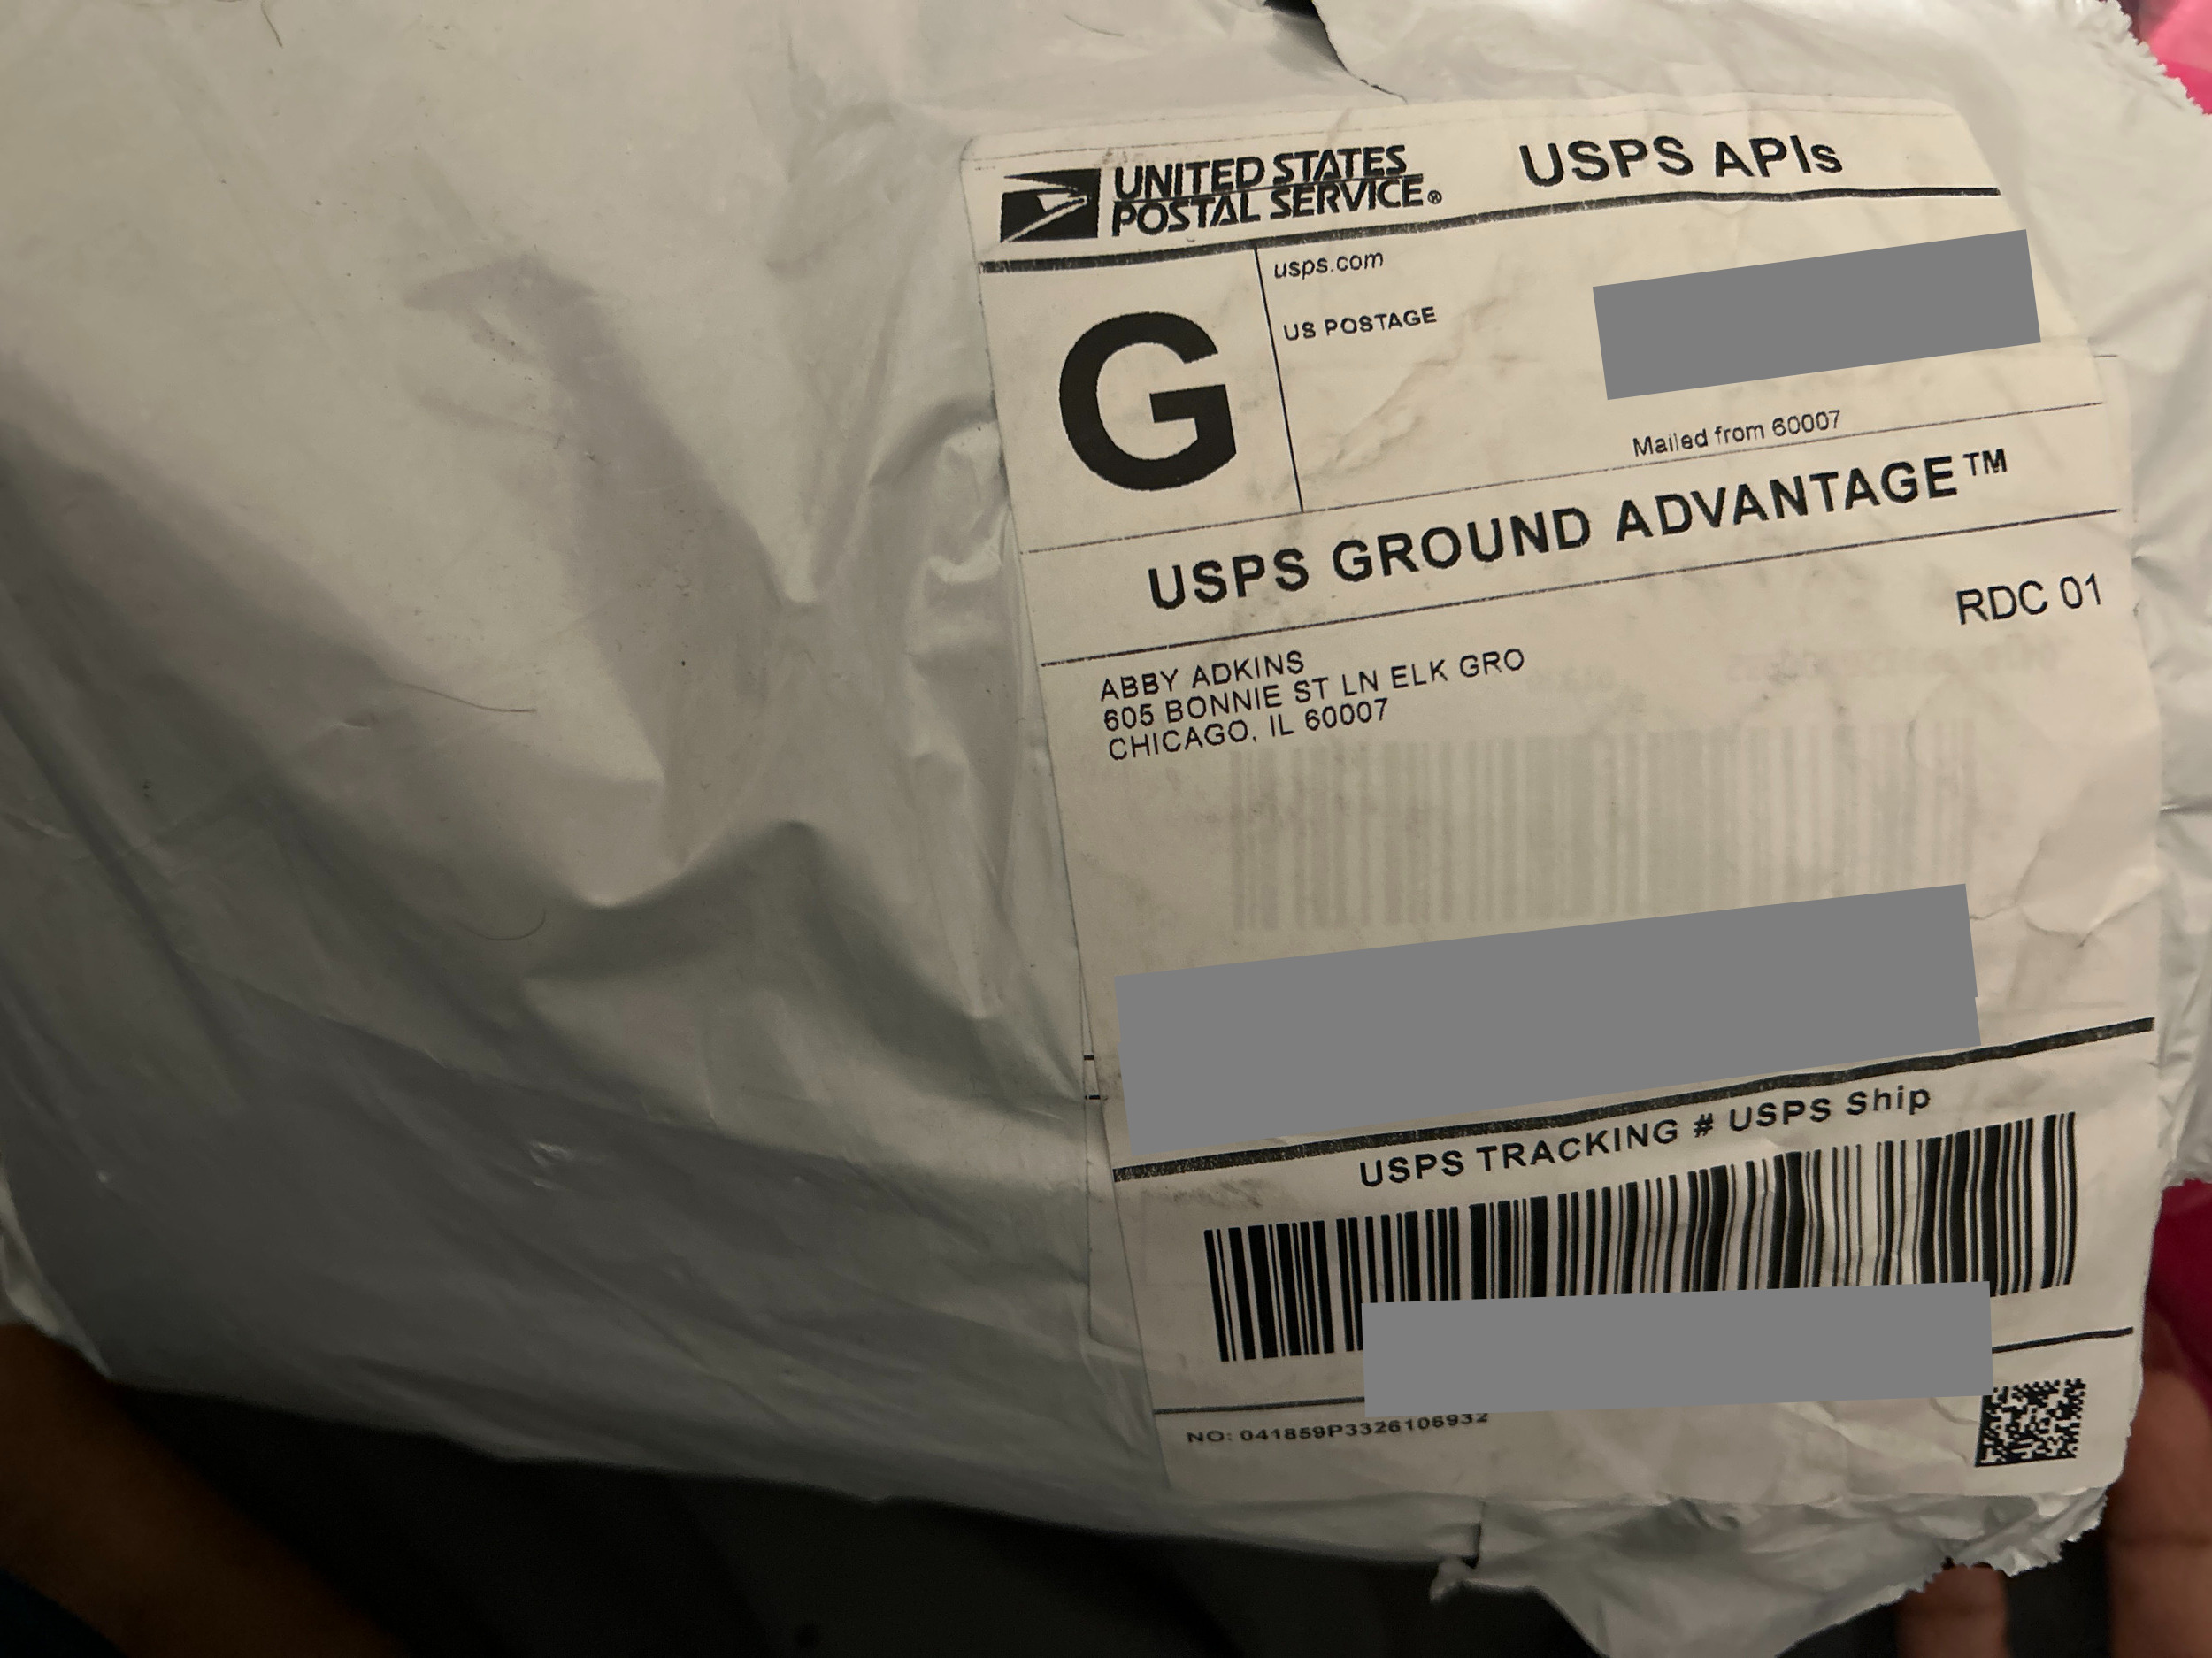 UNITED STATES
POSTAL SERVICE®
USPS APIs
usps.com
US POSTAGE
G
Mailed from 60007
USPS GROUND ADVANTAGE™
RDC 01
ABBY ADKINS
605 BONNIE ST LN ELK GRO
CHICAGO, IL 60007
USPS TRACKING # USPS Ship
NO: 041859P3326106932